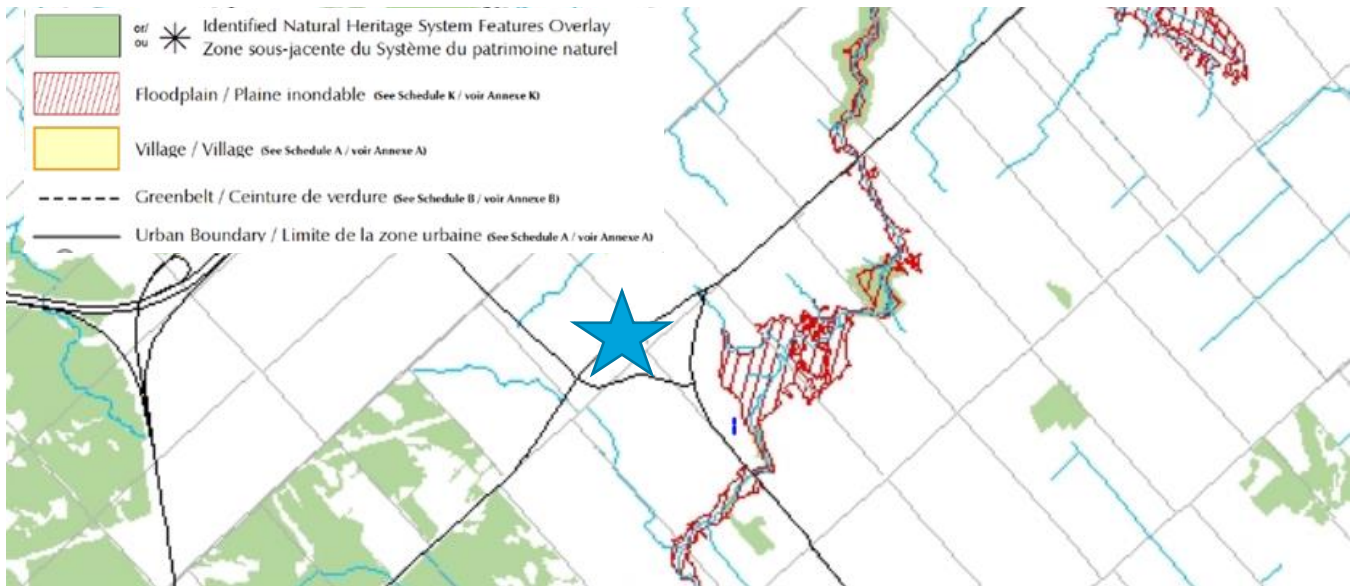 or/
ou
Identified Natural Heritage System Features Overlay
Zone sous-jacente du Système du patrimoine naturel
Floodplain / Plaine inondable (See Schedule K / voir Annexe K)
Village / Village (See Schedule A / voir Annexe A)
Greenbelt / Ceinture de verdure (See Schedule B / voir Annexe B)
Urban Boundary / Limite de la zone urbaine (See Schedule A / voir Annexe A)